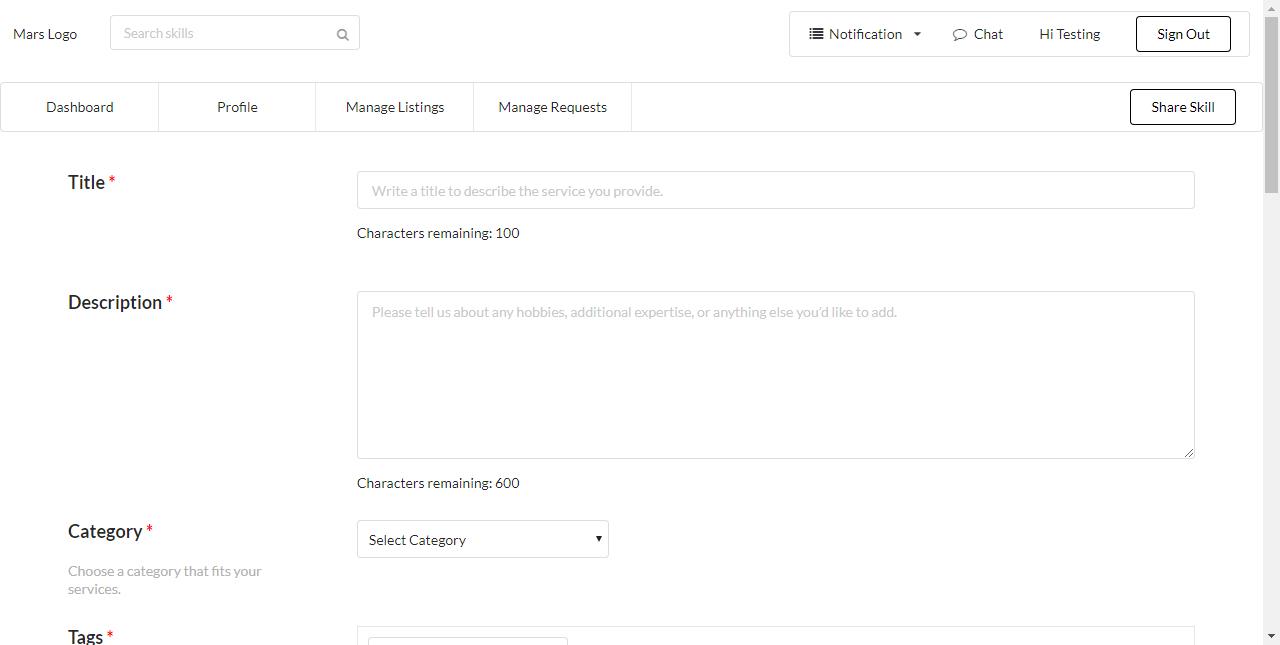 Mars Logo
Search skills
Notification
Chat
Hi Testing
Sign Out
Dashboard
Profile
Manage Listings
Manage Requests
Share Skill
Title *
Write a title to describe the service you provide.
Characters remaining: 100
Description *
Please tell us about any hobbies, additional expertise, or anything else you'd like to add.
Characters remaining: 600
Category *
Select Category
Choose a category that fits your
services.
Tags *